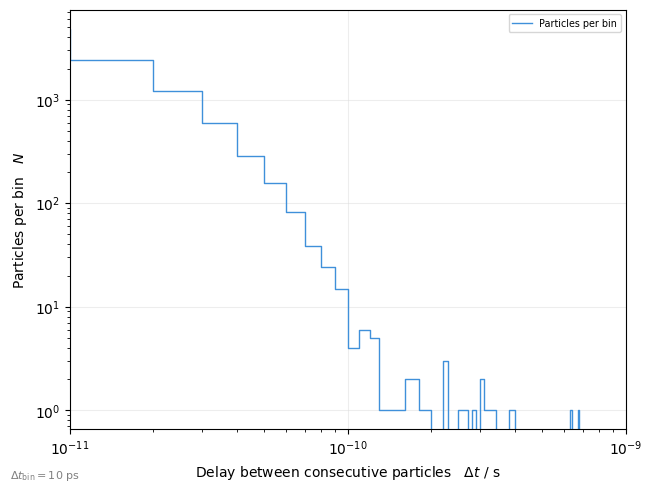 Particles per bin
Particles per bin N
10³
10²
10¹
10⁰
10⁻¹¹
10⁻¹⁰
10⁻⁹
Delay between consecutive particles Δt / s
Δt_bin = 10 ps